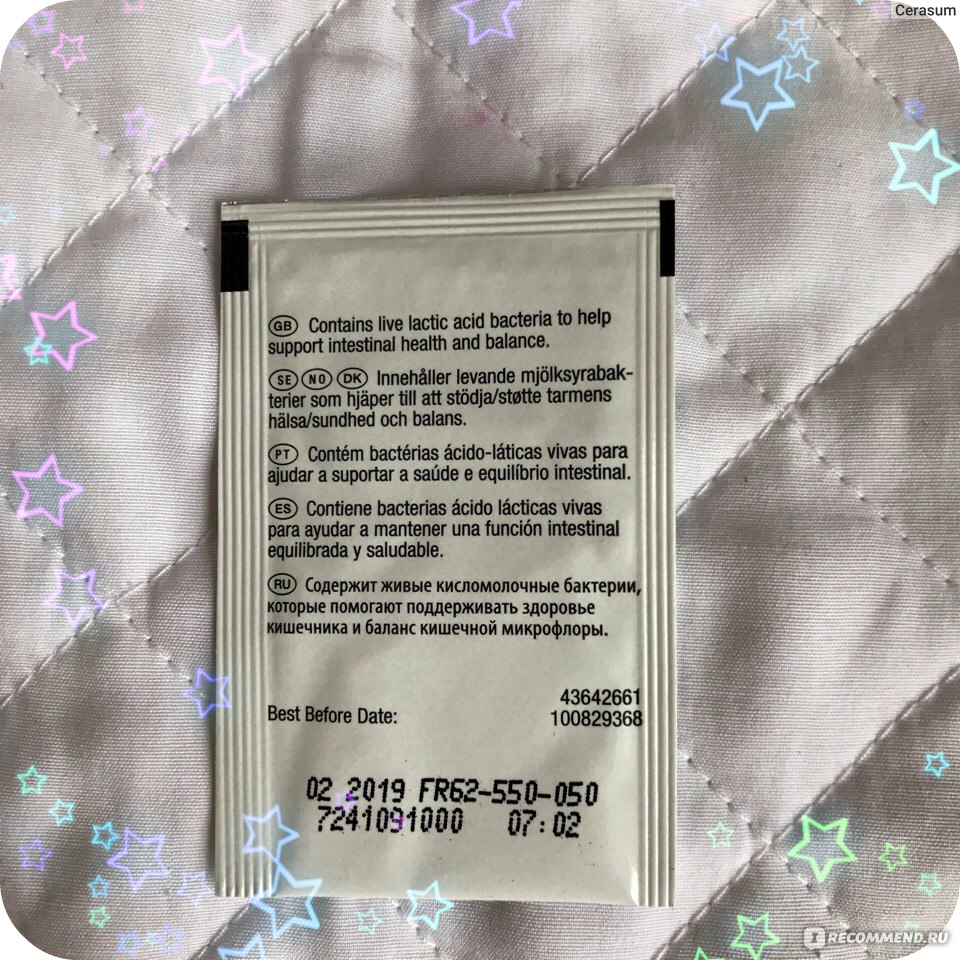 Cerasum
GB Contains live lactic acid bacteria to help
support intestinal health and balance.
SE NO DK Innehåller levande mjölksyrabak-
terier som hjäper till att stödja/støtte tarmens
hälsa/sundhed och balans.
PT Contém bactérias ácido-láticas vivas para
ajudar a suportar a saúde e equilíbrio intestinal.
ES Contiene bacterias ácido lácticas vivas
para ayudar a mantener una función intestinal
equilibrada y saludable.
RU Содержит живые кисломолочные бактерии,
которые помогают поддерживать здоровье
кишечника и баланс кишечной микрофлоры.
43642661
Best Before Date: 100829368
02 2019 FR62-550-050
7241091000 07:02
IRECOMMEND.RU